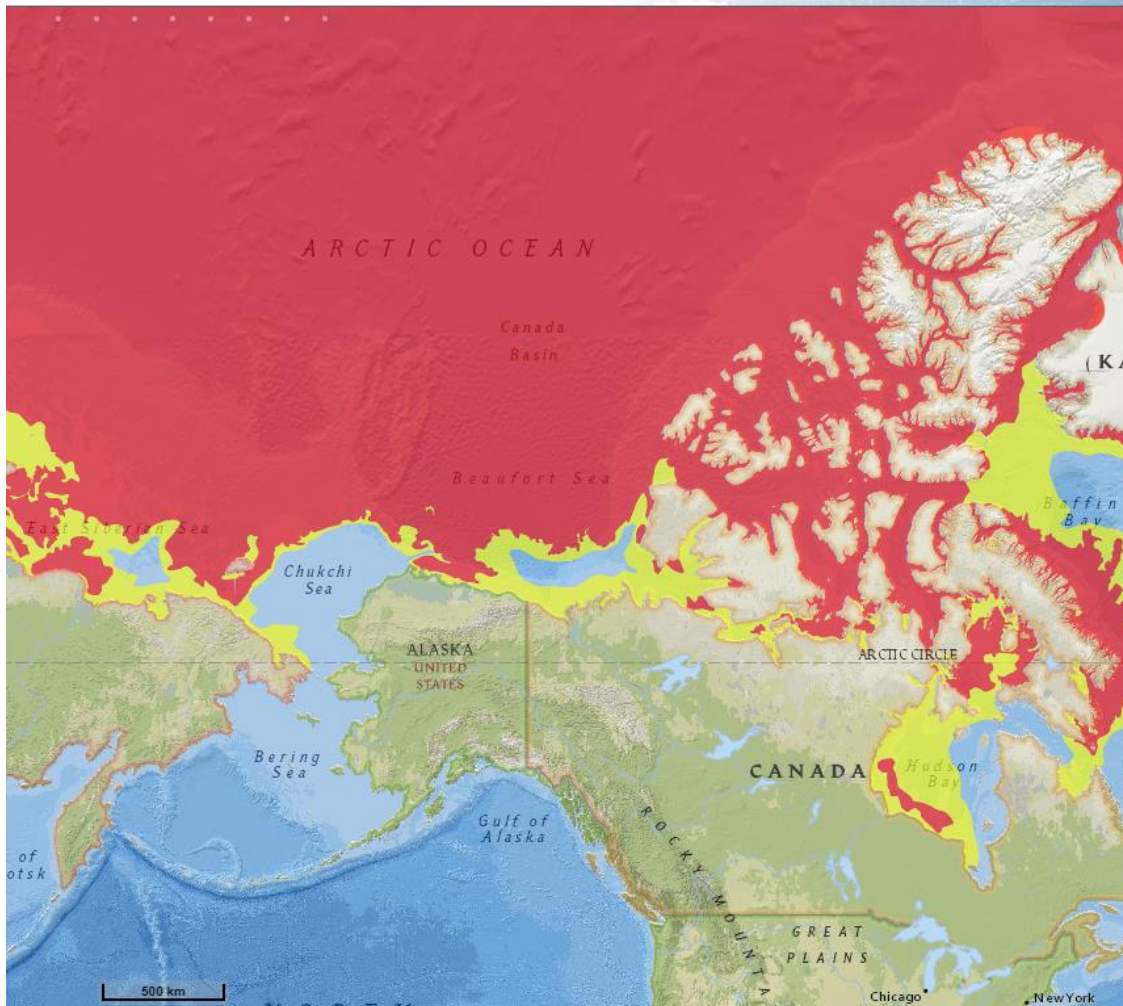 ARCTIC OCEAN
Canada
Basin
(KA
Beaufort Sea
East Siberian Sea
Baffin
Bay
Chukchi
Sea
ALASKA
UNITED
STATES
ARCTIC CIRCLE
Bering
Sea
CANADA
Hudson
Bay
Gulf of
Alaska
of
otsk
ROCKY MOUNTA
GREAT
PLAINS
500 km
Chicago
New York